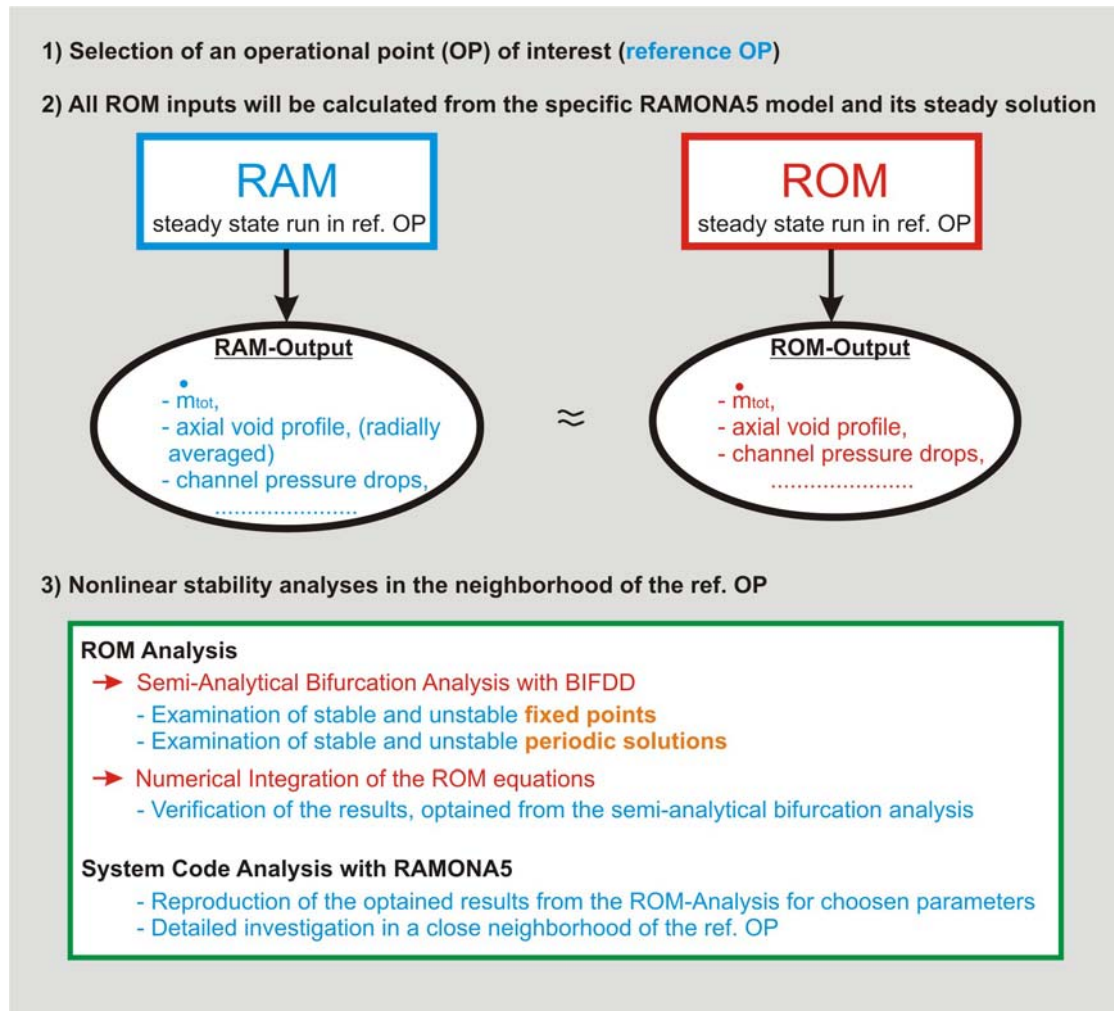 1) Selection of an operational point (OP) of interest (reference OP)
2) All ROM inputs will be calculated from the specific RAMONA5 model and its steady solution
RAM
steady state run in ref. OP
ROM
steady state run in ref. OP
RAM-Output
- ṁtot,
- axial void profile, (radially
averaged)
- channel pressure drops,
......................
≈
ROM-Output
- ṁtot,
- axial void profile,
- channel pressure drops,
......................
3) Nonlinear stability analyses in the neighborhood of the ref. OP
ROM Analysis
→ Semi-Analytical Bifurcation Analysis with BIFDD
- Examination of stable and unstable fixed points
- Examination of stable and unstable periodic solutions
→ Numerical Integration of the ROM equations
- Verification of the results, optained from the semi-analytical bifurcation analysis
System Code Analysis with RAMONA5
- Reproduction of the optained results from the ROM-Analysis for choosen parameters
- Detailed investigation in a close neighborhood of the ref. OP